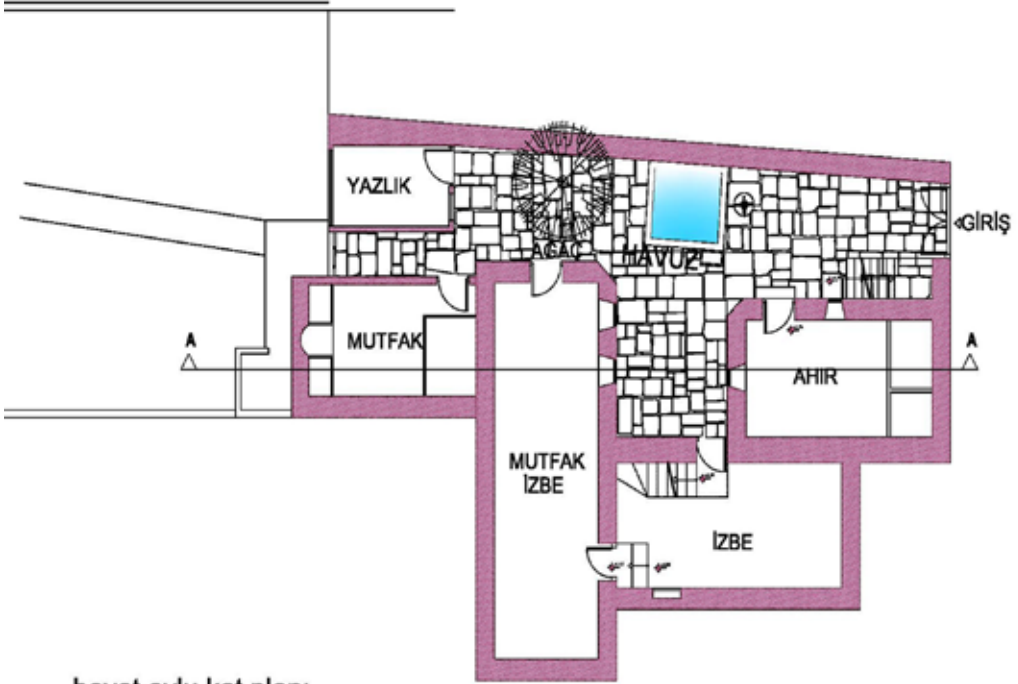 YAZLIK
AĞAÇ
HAVUZ
GİRİŞ
A
MUTFAK
AHIR
A
MUTFAK
İZBE
İZBE